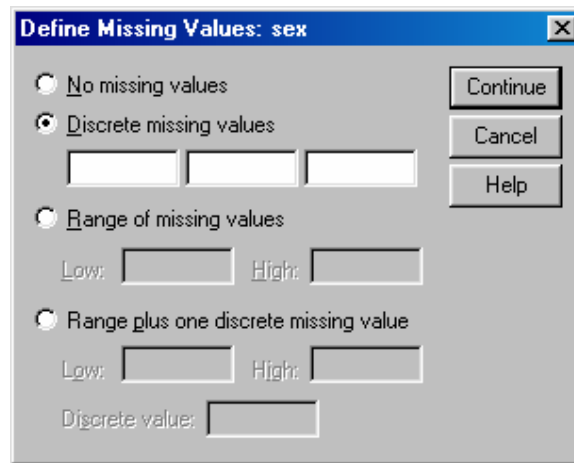 Define Missing Values: sex
No missing values
Continue
Discrete missing values
Cancel
Help
Range of missing values
Low: High:
Range plus one discrete missing value
Low: High:
Discrete value: